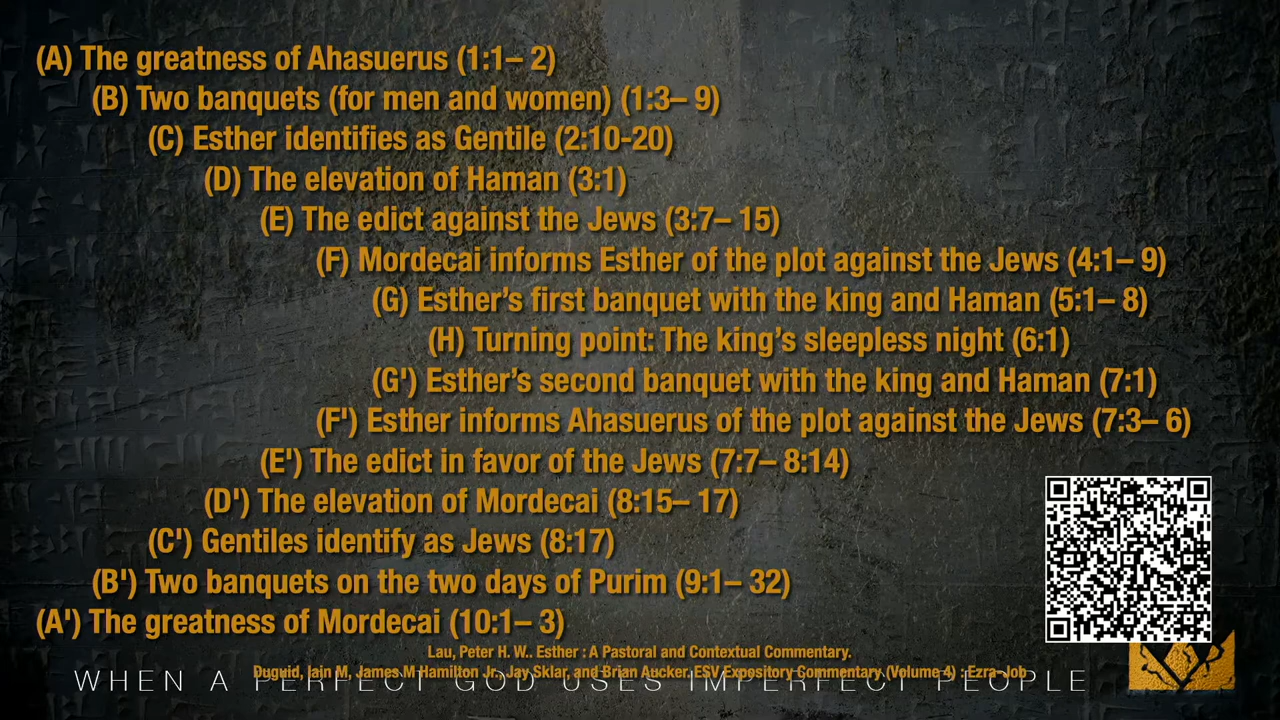 (A) The greatness of Ahasuerus (1:1– 2)
(B) Two banquets (for men and women) (1:3– 9)
(C) Esther identifies as Gentile (2:10-20)
(D) The elevation of Haman (3:1)
(E) The edict against the Jews (3:7– 15)
(F) Mordecai informs Esther of the plot against the Jews (4:1– 9)
(G) Esther’s first banquet with the king and Haman (5:1– 8)
(H) Turning point: The king’s sleepless night (6:1)
(G') Esther’s second banquet with the king and Haman (7:1)
(F') Esther informs Ahasuerus of the plot against the Jews (7:3– 6)
(E') The edict in favor of the Jews (7:7– 8:14)
(D') The elevation of Mordecai (8:15– 17)
(C') Gentiles identify as Jews (8:17)
(B') Two banquets on the two days of Purim (9:1– 32)
(A') The greatness of Mordecai (10:1– 3)
Lau, Peter H. W.. Esther : A Pastoral and Contextual Commentary.
Duguid, Iain M, James M Hamilton Jr, Jay Sklar, and Brian Aucker. ESV Expository Commentary (Volume 4) : Ezra–Job
WHEN A PERFECT GOD USES IMPERFECT PEOPLE